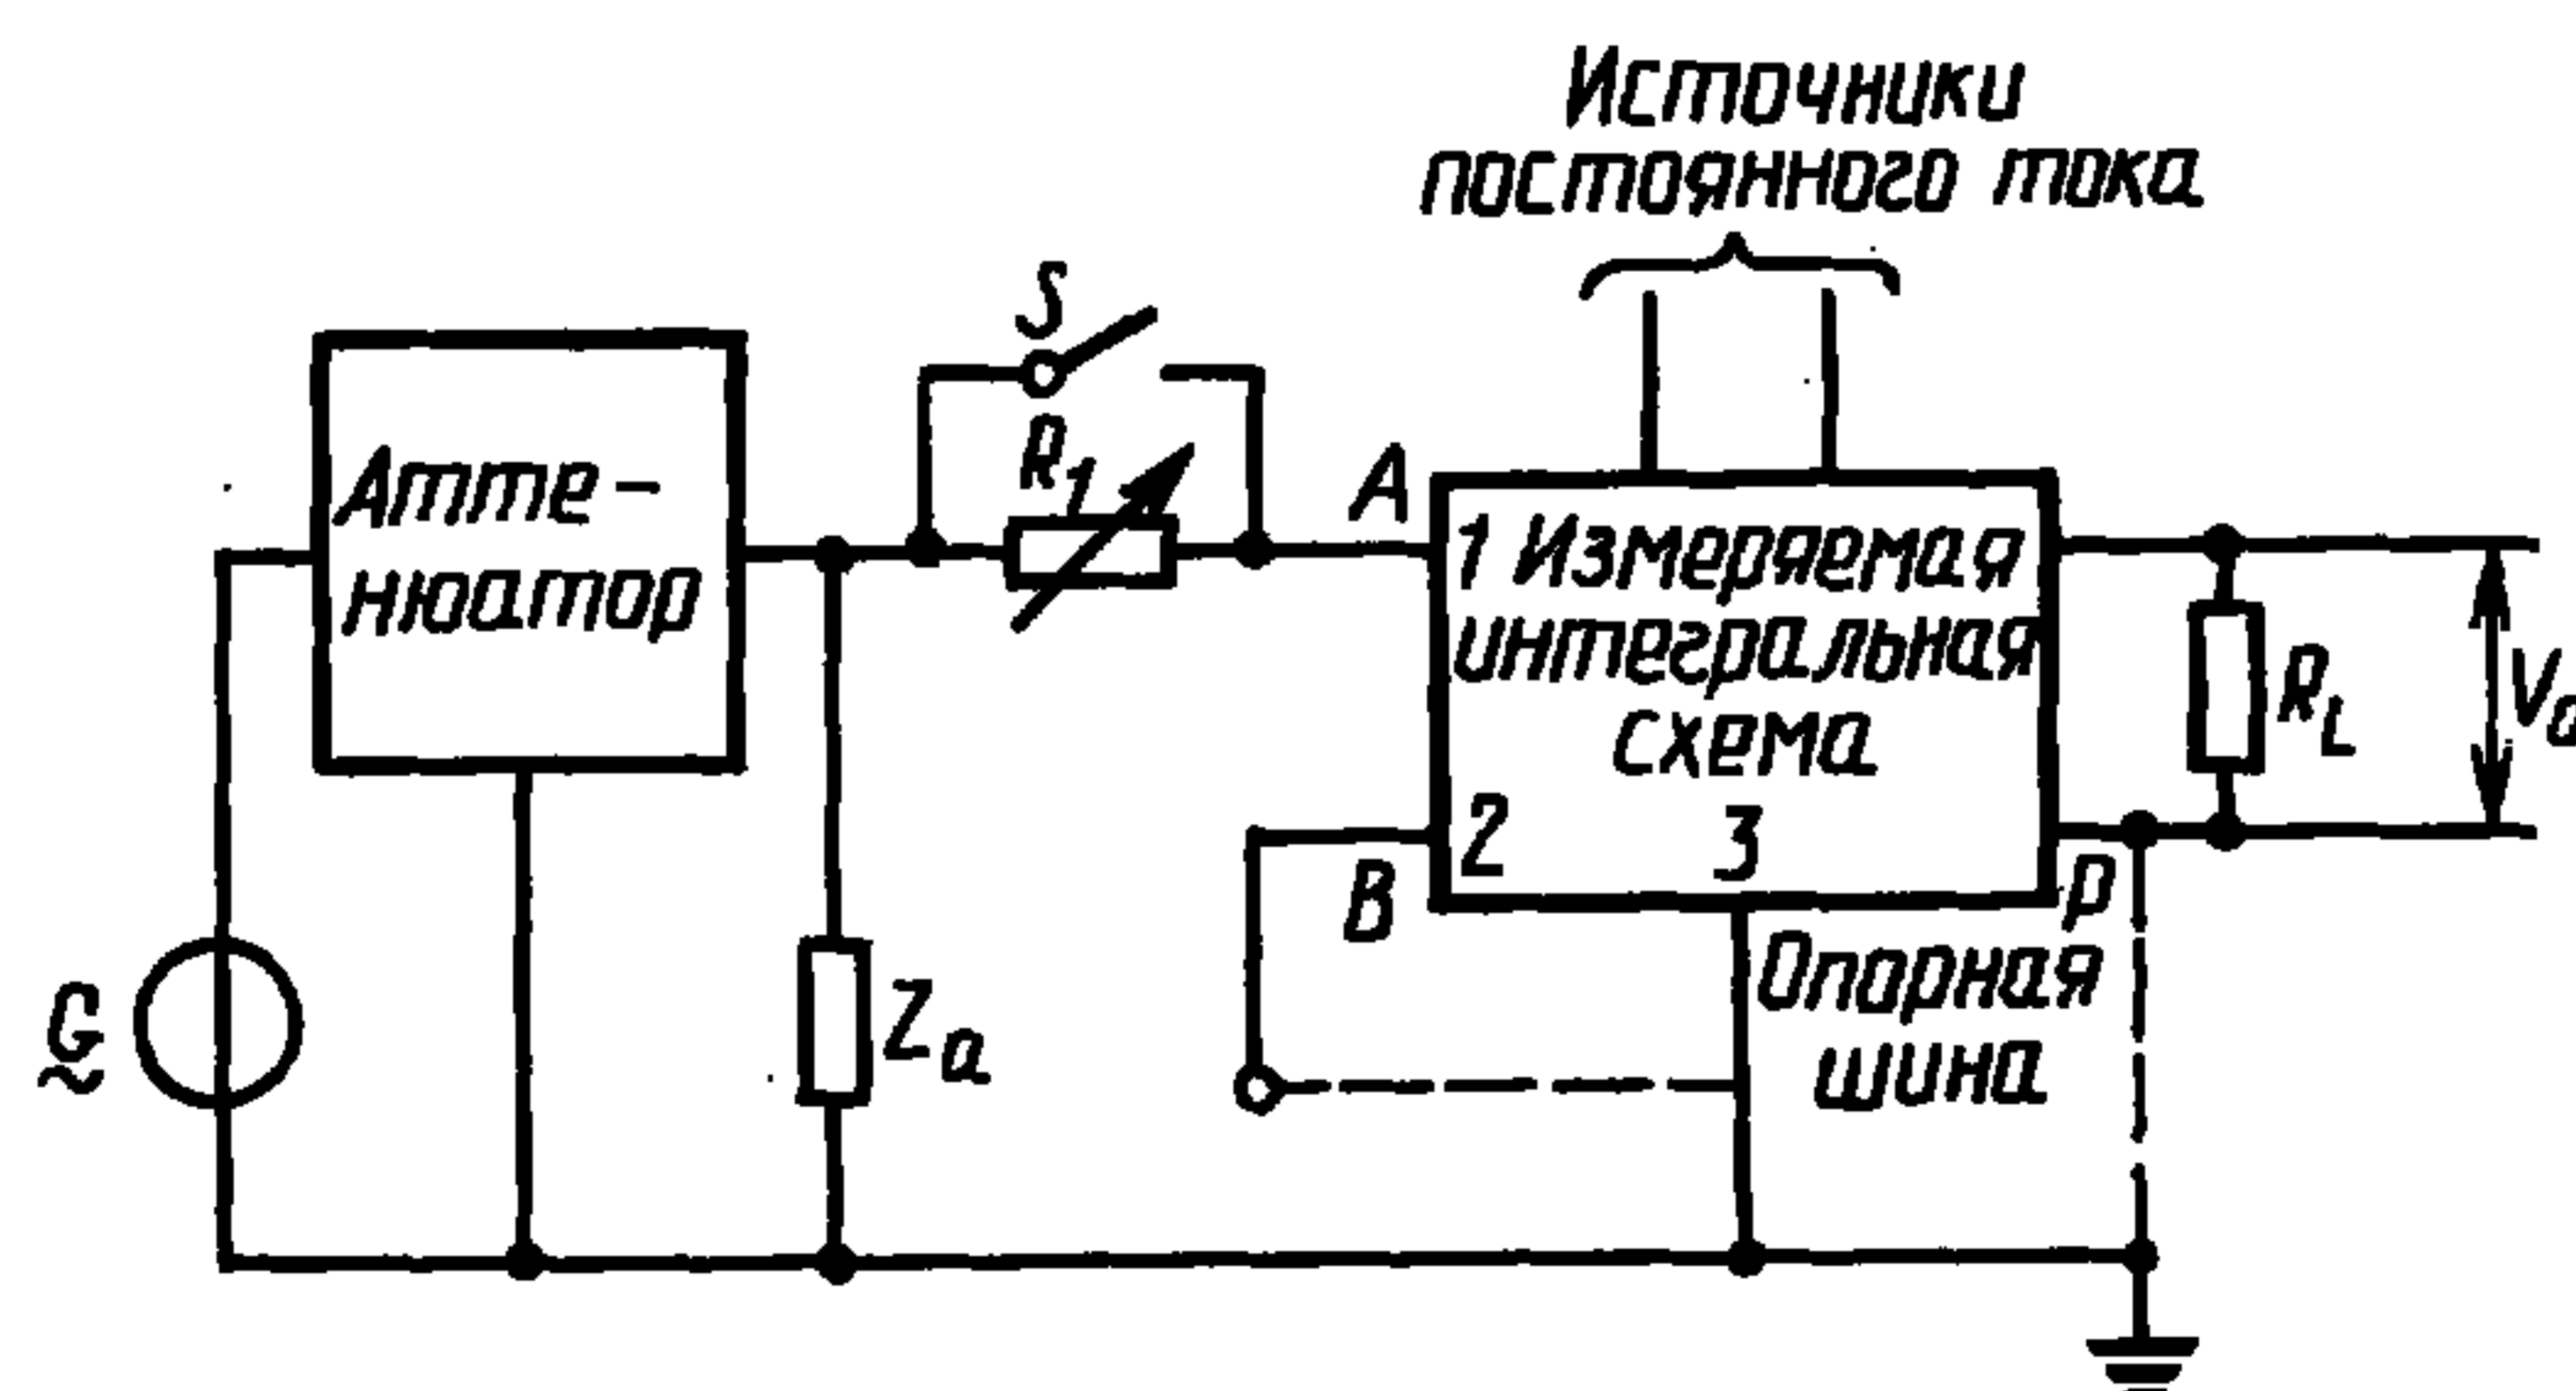 Источники
постоянного тока
S
R1
Атте-
нюатор
A
1 Измеряемая
интегральная
схема
2
3
B
P
Опорная
шина
RL
G
~
Za